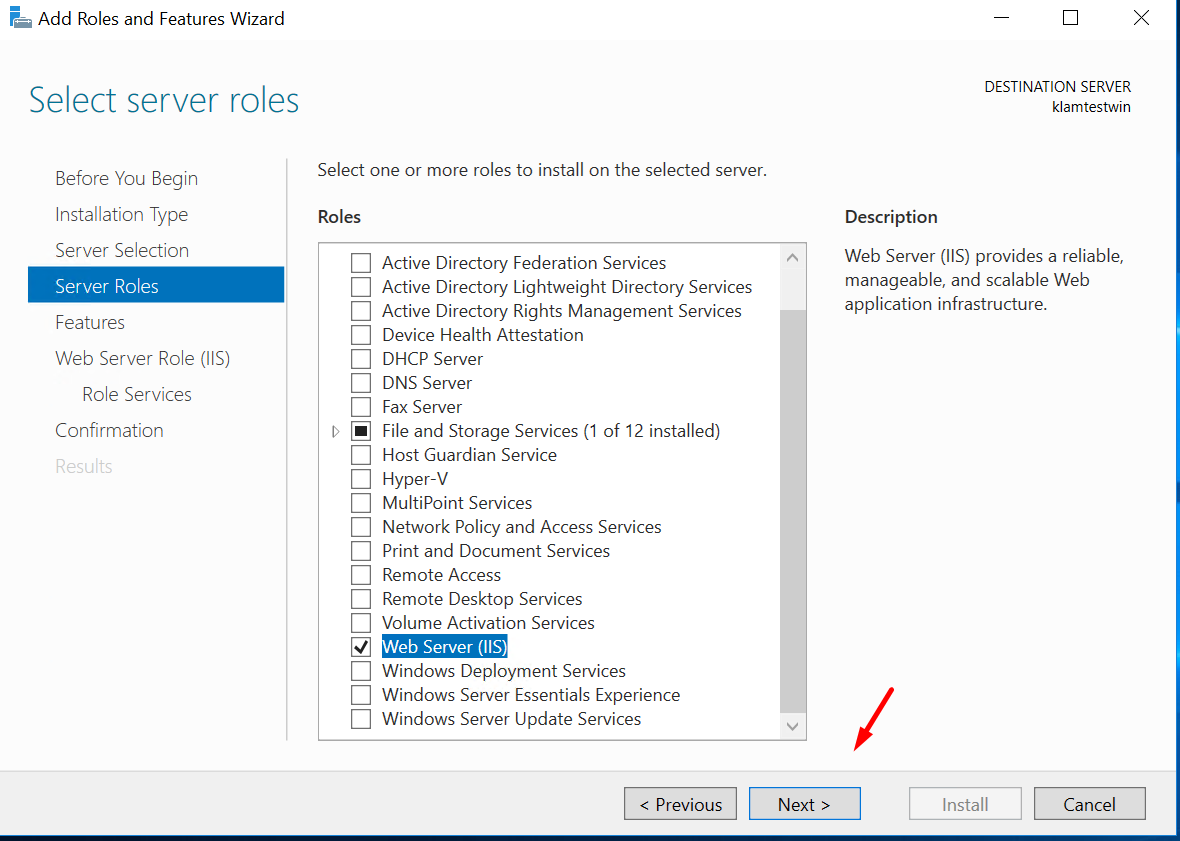 Add Roles and Features Wizard
Select server roles
DESTINATION SERVER
klamtestwin
Before You Begin
Installation Type
Server Selection
Server Roles
Features
Web Server Role (IIS)
Role Services
Confirmation
Results
Select one or more roles to install on the selected server.
Roles
Active Directory Federation Services
Active Directory Lightweight Directory Services
Active Directory Rights Management Services
Device Health Attestation
DHCP Server
DNS Server
Fax Server
File and Storage Services (1 of 12 installed)
Host Guardian Service
Hyper-V
MultiPoint Services
Network Policy and Access Services
Print and Document Services
Remote Access
Remote Desktop Services
Volume Activation Services
Web Server (IIS)
Windows Deployment Services
Windows Server Essentials Experience
Windows Server Update Services
Description
Web Server (IIS) provides a reliable,
manageable, and scalable Web
application infrastructure.
< Previous
Next >
Install
Cancel